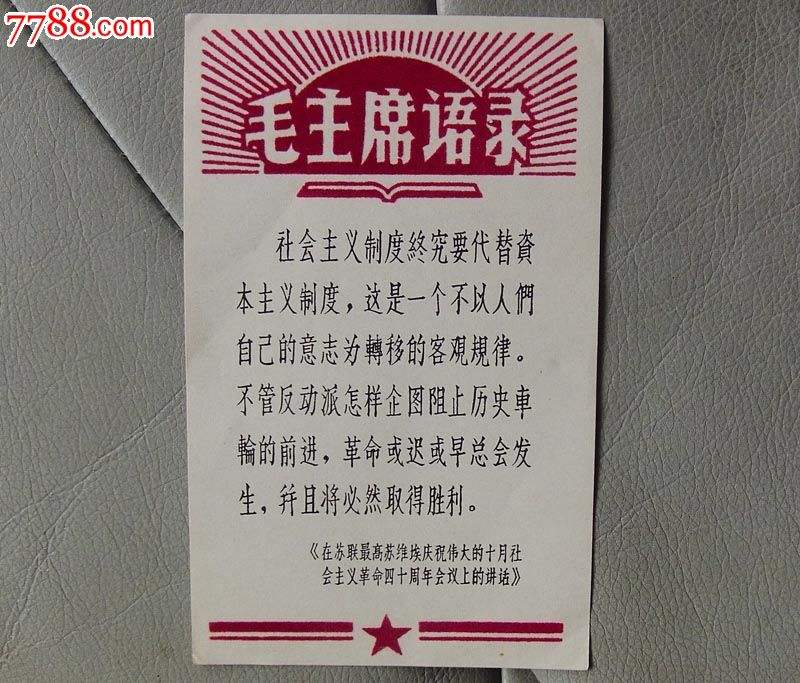 7788.com
毛主席语录
社会主义制度終究要代替資
本主义制度，这是一个不以人們
自己的意志为轉移的客观規律。
不管反动派怎样企图阻止历史車
輪的前进，革命或迟或早总会发
生，并且将必然取得胜利。
《在苏联最高苏维埃庆祝伟大的十月社
会主义革命四十周年会议上的讲话》